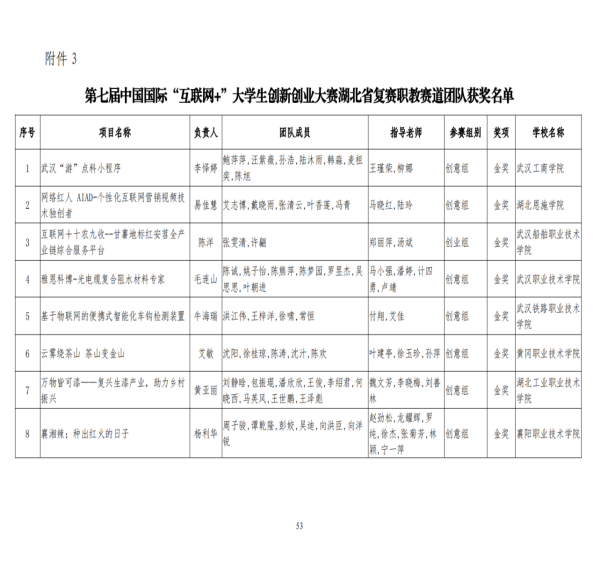 附件 3
第七届中国国际“互联网+”大学生创新创业大赛湖北省复赛职教赛道团队获奖名单
序号 项目名称 负责人 团队成员 指导老师 参赛组别 奖项 学校名称
1 武汉“游”点料小程序 李怿婷 鲍萍萍,汪紫薇,孙浩,陆沐雨,韩淼,麦桓奕,陈旭 王瑾荣,柳娜 创意组 金奖 武汉工商学院
2 网络红人 AIAD-个性化互联网营销视频技术独创者 易佳慧 艾志博,戴晓雨,张清云,叶香莲,冯青 马晓红,陆玲 创意组 金奖 湖北恩施学院
3 互联网+十农九收--甘薯地标红安苕全产业链综合服务平台 陈洋 张雯清,许翩 郑丽萍,汤斌 创业组 金奖 武汉船舶职业技术学院
4 雅恩科博-光电缆复合阻水材料专家 毛连山 陈诚,姚子怡,陈熊萍,陈梦园,罗昱杰,吴思思,叶朝进 马小强,潘婷,计四勇,卢靖 创意组 金奖 武汉职业技术学院
5 基于物联网的便携式智能化车钩检测装置 牛海瑞 洪江伟,王梓洋,徐啸,常恒 付翔,艾佳 创意组 金奖 武汉铁路职业技术学院
6 云雾绕茶山 茶山变金山 艾敏 沈阳,徐桂琼,陈涛,沈汁,陈欢 叶建亭,徐玉珍,孙萍 创意组 金奖 黄冈职业技术学院
7 万物皆可漆——复兴生漆产业，助力乡村振兴 黄亚丽 刘静晗,包振琨,潘欣欣,王俊,李绍君,何晓西,马英风,王世鹏,王泽彪 魏文芳,李晓梅,刘善林 创意组 金奖 湖北工业职业技术学院
8 襄湘辣：种出红火的日子 杨利华 周子骏,谭乾隆,彭姣,吴迪,向洪臣,向洋锐 赵劲松,龙耀辉,罗纯,徐杰,张菊芳,林颖,宁一萍 创意组 金奖 襄阳职业技术学院
53